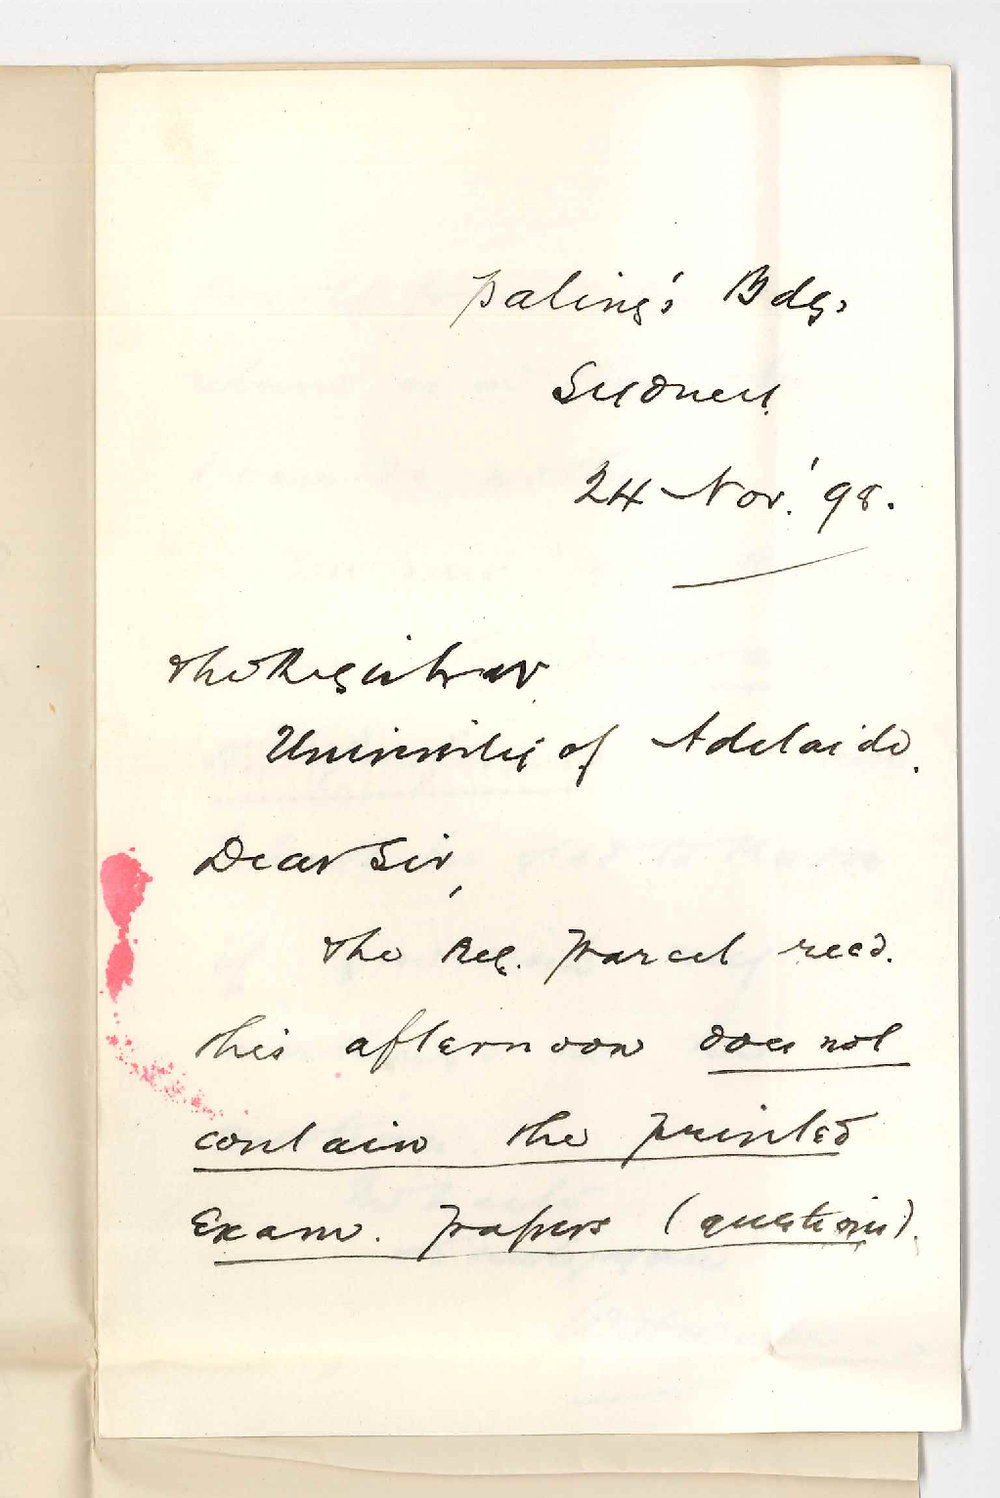 Paling's Bdgs
Sydney.
24 Nov.' 98.
The Registrar
University of Adelaide.
Dear Sir,
The Reg. parcel recd.
this afternoon does not
contain the printed
Exam. papers (questions).